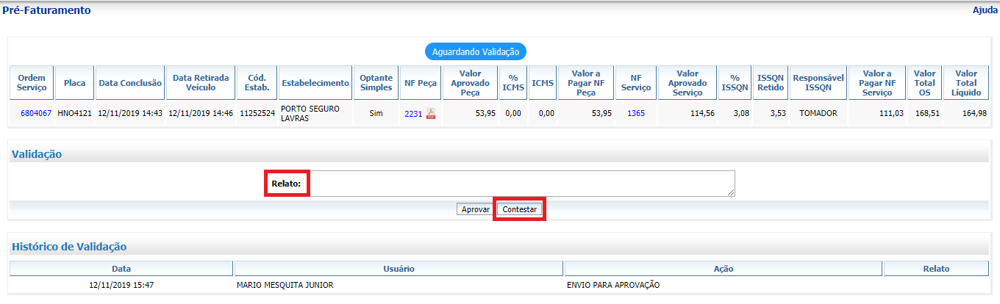 Pré-Faturamento
Ajuda
Aguardando Validação
Ordem Serviço Placa Data Conclusão Data Retirada Veículo Cód. Estab. Estabelecimento Optante Simples NF Peça Valor Aprovado Peça % ICMS ICMS Valor a Pagar NF Peça NF Serviço Valor Aprovado Serviço % ISSQN ISSQN Retido Responsável ISSQN Valor a Pagar NF Serviço Valor Total OS Valor Total Líquido
6804067 HNO4121 12/11/2019 14:43 12/11/2019 14:46 11252524 PORTO SEGURO LAVRAS Sim 2231 53,95 0,00 0,00 53,95 1365 114,56 3,08 3,53 TOMADOR 111,03 168,51 164,98
Validação
Relato:
Aprovar Contestar
Histórico de Validação
Data Usuário Ação Relato
12/11/2019 15:47 MARIO MESQUITA JUNIOR ENVIO PARA APROVAÇÃO